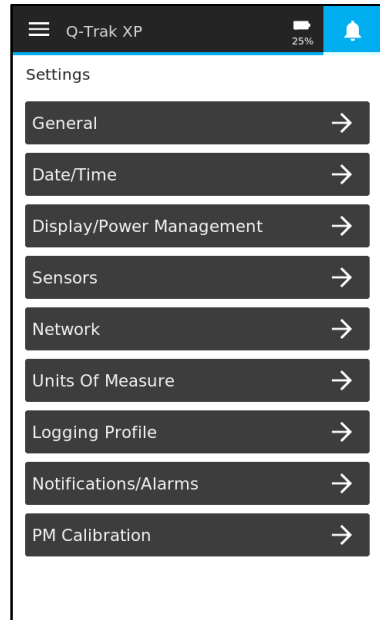 Q-Trak XP
25%
Settings
General
Date/Time
Display/Power Management
Sensors
Network
Units Of Measure
Logging Profile
Notifications/Alarms
PM Calibration